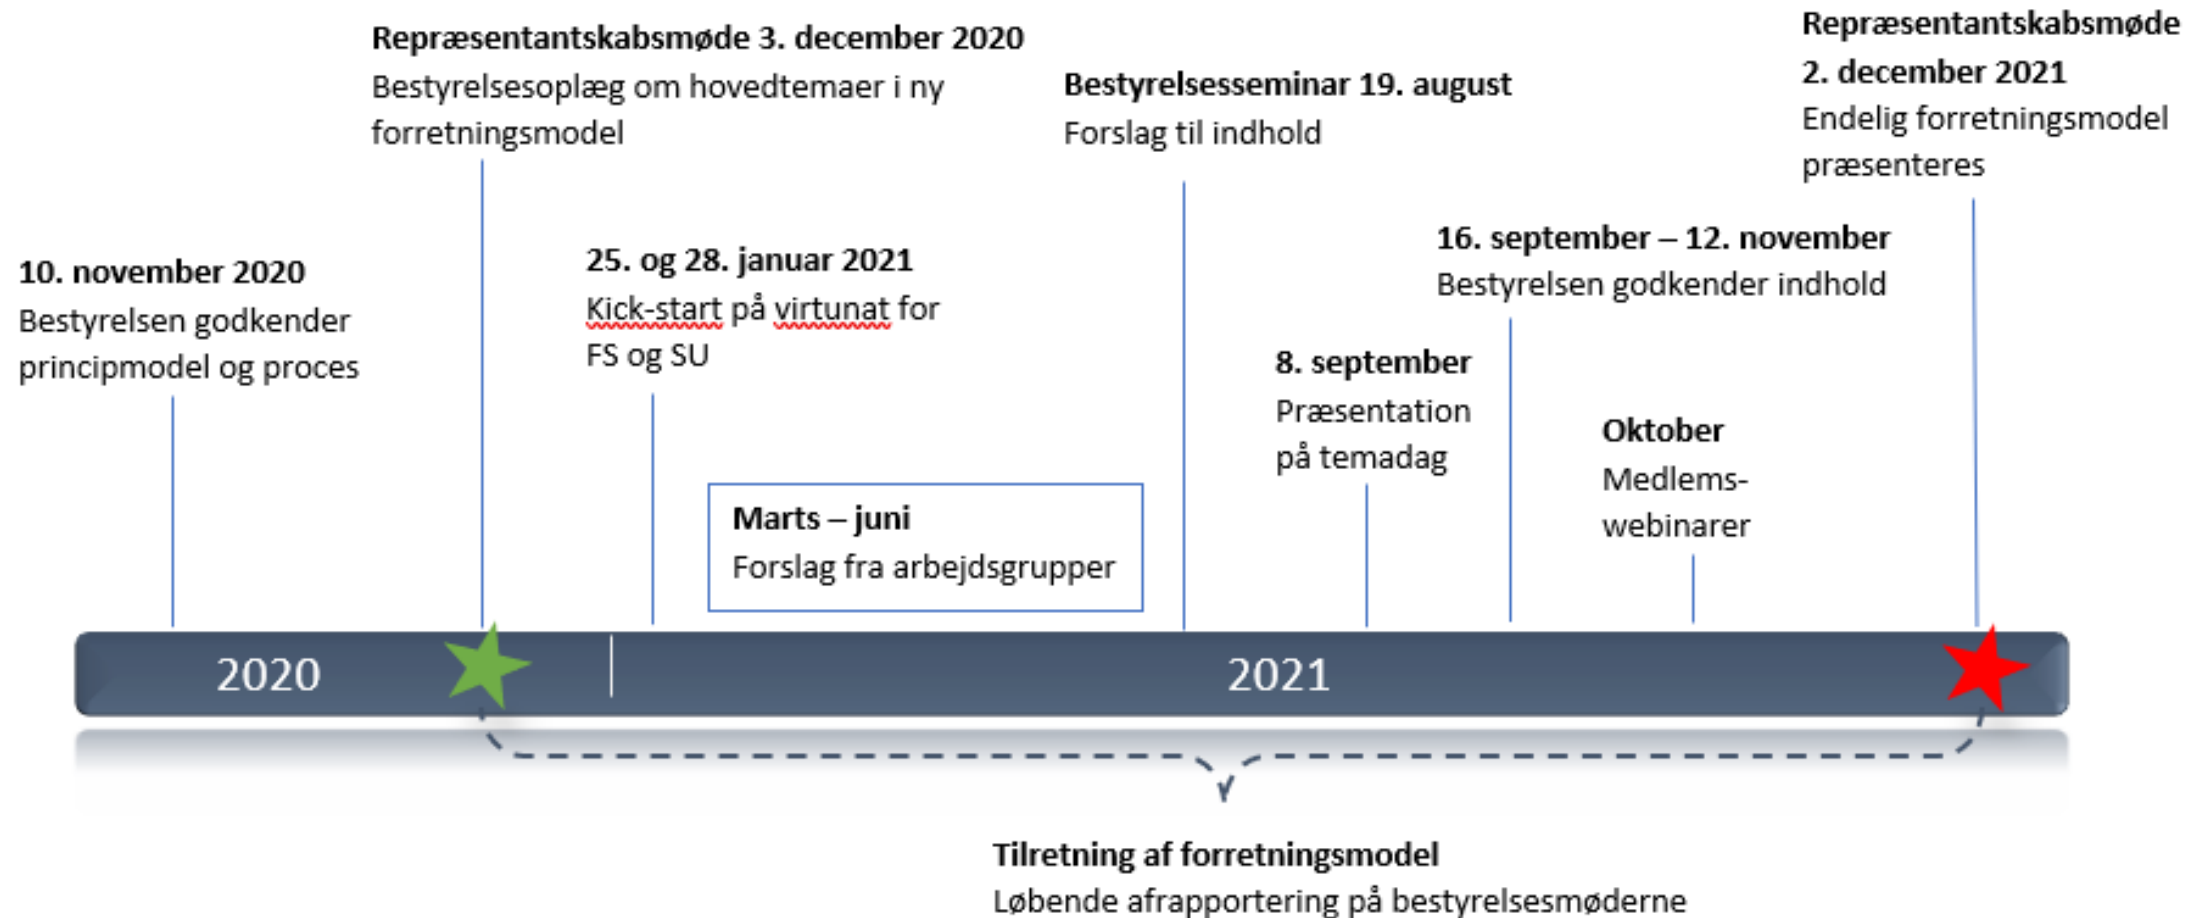 10. november 2020
Bestyrelsen godkender
principmodel og proces
Repræsentantskabsmøde 3. december 2020
Bestyrelsesoplæg om hovedtemaer i ny
forretningsmodel
25. og 28. januar 2021
Kick-start på virtunat for
FS og SU
Marts – juni
Forslag fra arbejdsgrupper
Bestyrelsesseminar 19. august
Forslag til indhold
8. september
Præsentation
på temadag
16. september – 12. november
Bestyrelsen godkender indhold
Oktober
Medlems-
webinarer
Repræsentantskabsmøde
2. december 2021
Endelig forretningsmodel
præsenteres
2020
2021
Tilretning af forretningsmodel
Løbende afrapportering på bestyrelsesmøderne